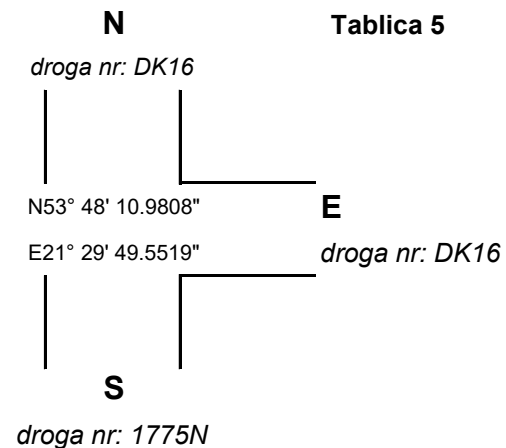 N
Tablica 5
droga nr: DK16
N53° 48' 10.9808"
E
E21° 29' 49.5519"
droga nr: DK16
S
droga nr: 1775N